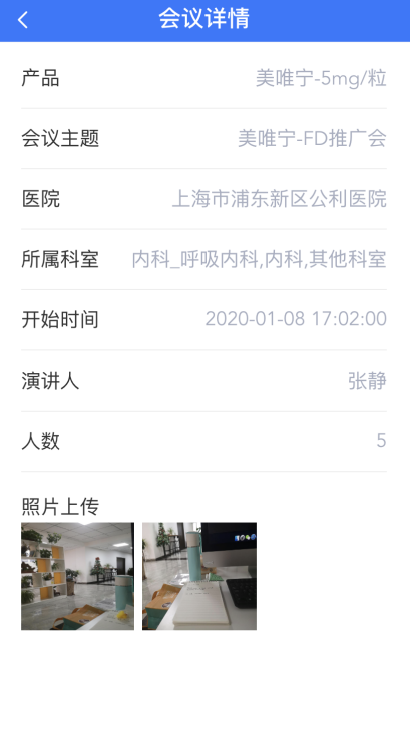 会议详情
产品 美唯宁-5mg/粒
会议主题 美唯宁-FD推广会
医院 上海市浦东新区公利医院
所属科室 内科_呼吸内科,内科,其他科室
开始时间 2020-01-08 17:02:00
演讲人 张静
人数 5
照片上传